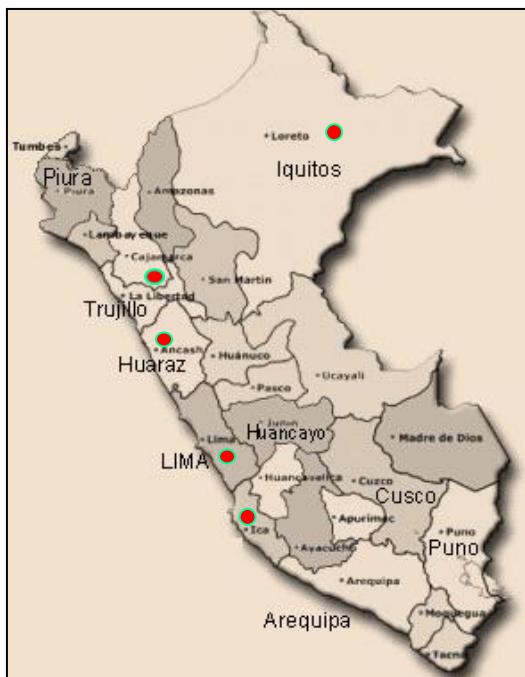 Loreto
Iquitos
Tumbes
Piura
Piura
Amazonas
Lambayeque
Cajamarca
San Martin
La Libertad
Trujillo
Ancash
Huánuco
Huaraz
Ucayali
Pasco
Junin
Huancayo
Lima
LIMA
Madre de Dios
Huancavelica
Cuzco
Cusco
Apurimac
Ica
Puno
Puno
Ayacucho
Arequipa
Arequipa
Moquegua
Tacna